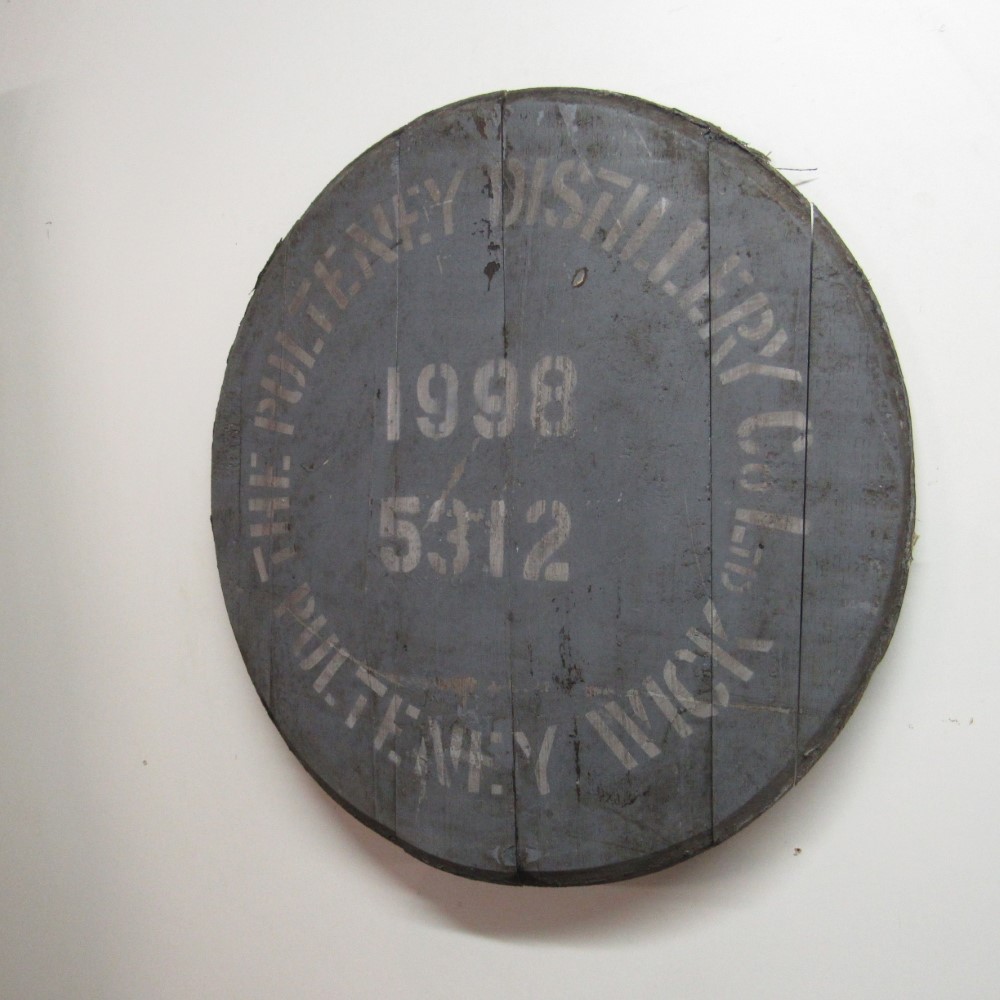 THE PULTENEY DISTILLERY Co LTD
1998
5312
PULTENEY WICK